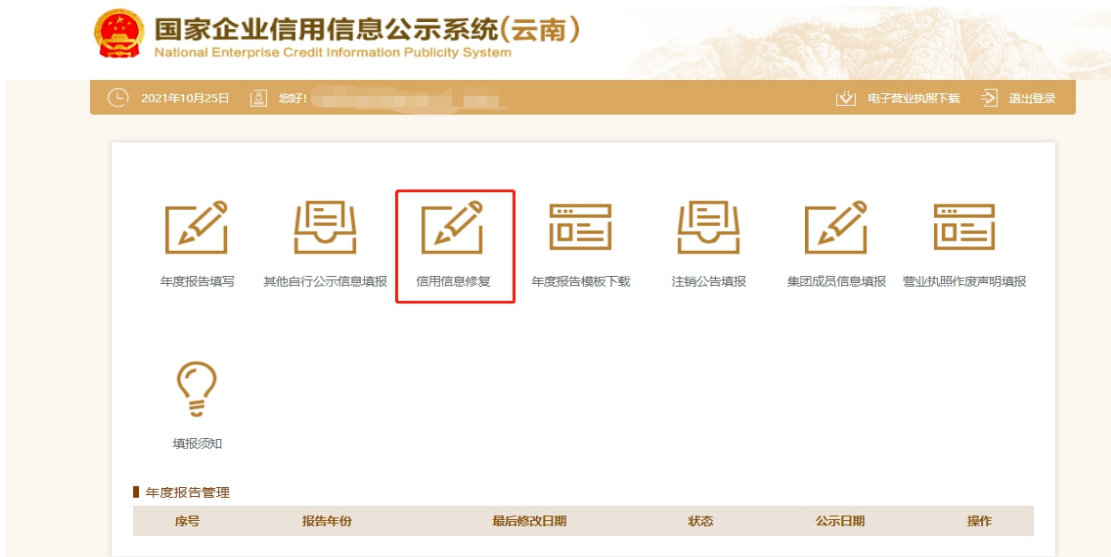 国家企业信用信息公示系统(云南)
National Enterprise Credit Information Publicity System
2021年10月25日 您好! 电子营业执照下载 退出登录
年度报告填写 其他自行公示信息填报 信用信息修复 年度报告模板下载 注销公告填报 集团成员信息填报 营业执照作废声明填报
填报须知
年度报告管理
序号 报告年份 最后修改日期 状态 公示日期 操作